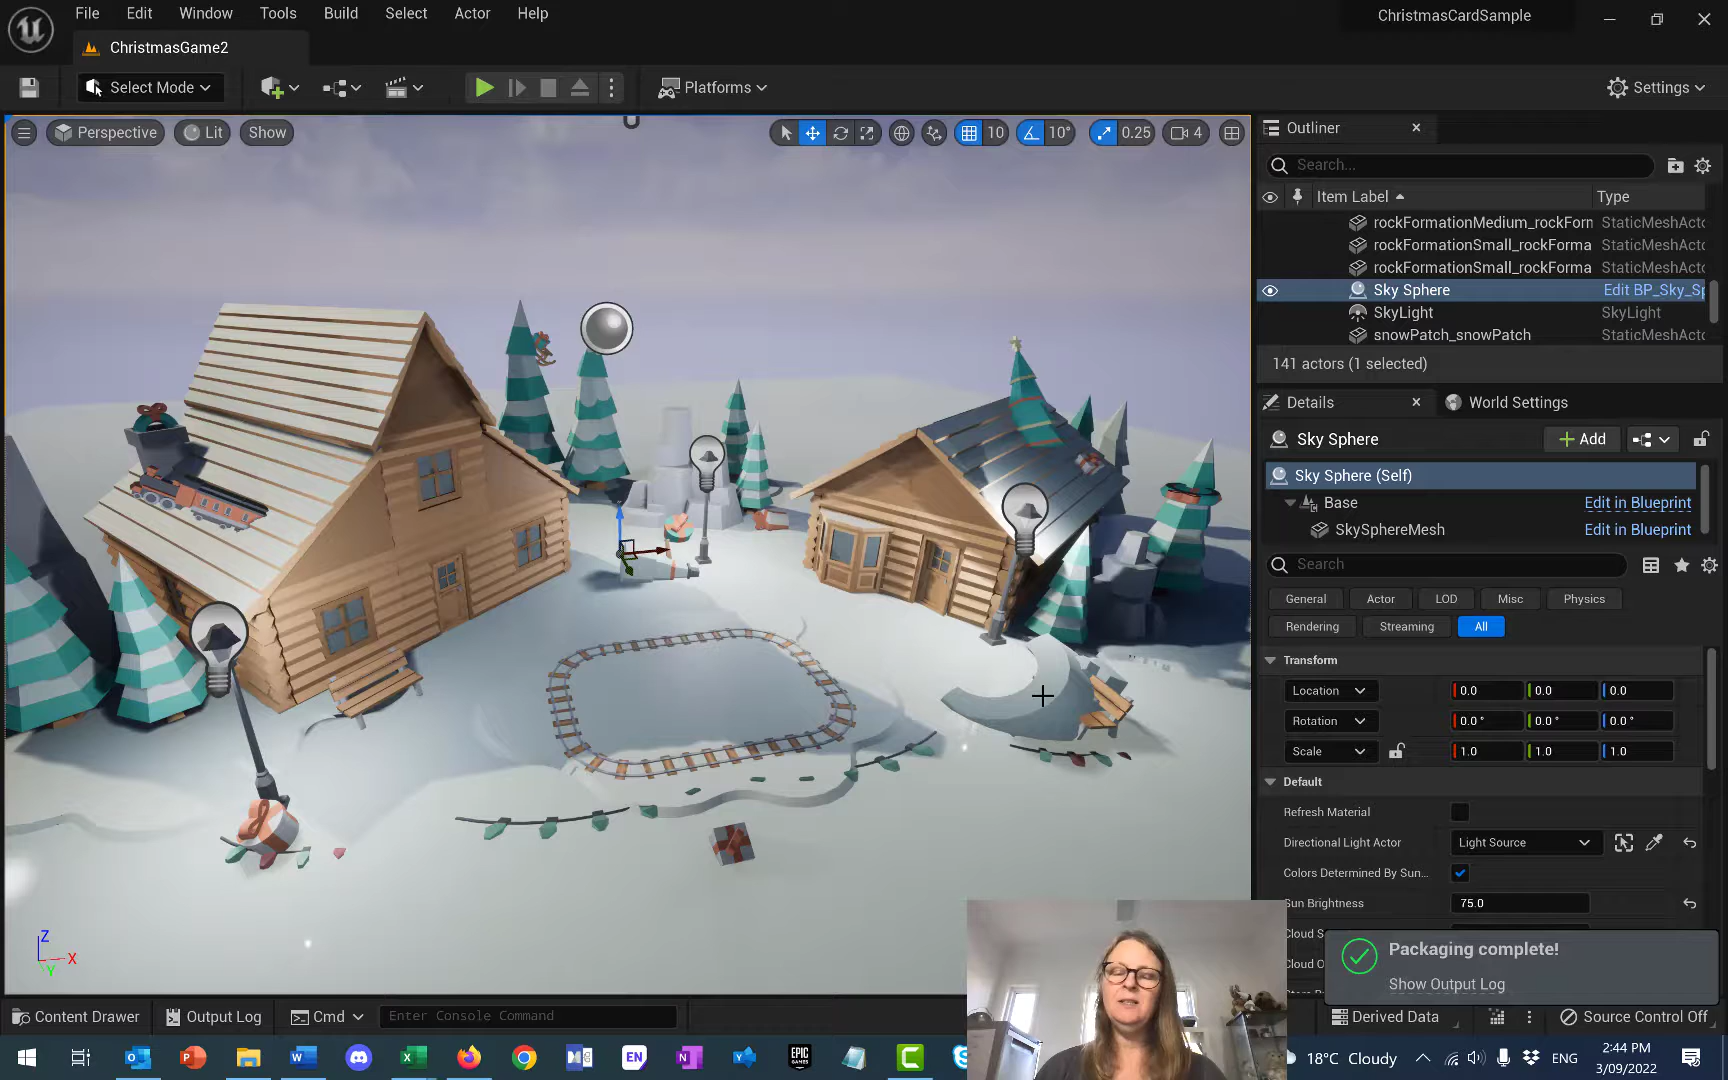 File Edit Window Tools Build Select Actor Help
ChristmasCardSample
ChristmasGame2
Select Mode
Platforms
Settings
Perspective
Lit
Show
10
10°
0.25
4
Outliner
Search...
Item Label
Type
rockFormationMedium_rockForm StaticMeshActo
rockFormationSmall_rockForma StaticMeshActo
rockFormationSmall_rockForma StaticMeshActo
Sky Sphere Edit BP_Sky_Sp
SkyLight SkyLight
snowPatch_snowPatch StaticMeshActo
141 actors (1 selected)
Details
World Settings
Sky Sphere
Add
Sky Sphere (Self)
Base Edit in Blueprint
SkySphereMesh Edit in Blueprint
Search
General Actor LOD Misc Physics
Rendering Streaming All
Transform
Location 0.0 0.0 0.0
Rotation 0.0 ° 0.0 ° 0.0 °
Scale 1.0 1.0 1.0
Default
Refresh Material
Directional Light Actor Light Source
Colors Determined By Sun...
Sun Brightness 75.0
Cloud S
Cloud O
Packaging complete!
Show Output Log
Z
X
Y
Content Drawer
Output Log
Cmd
Enter Console Command
Derived Data
Source Control Off
EN
EPIC GAMES
18°C Cloudy
ENG
2:44 PM
3/09/2022